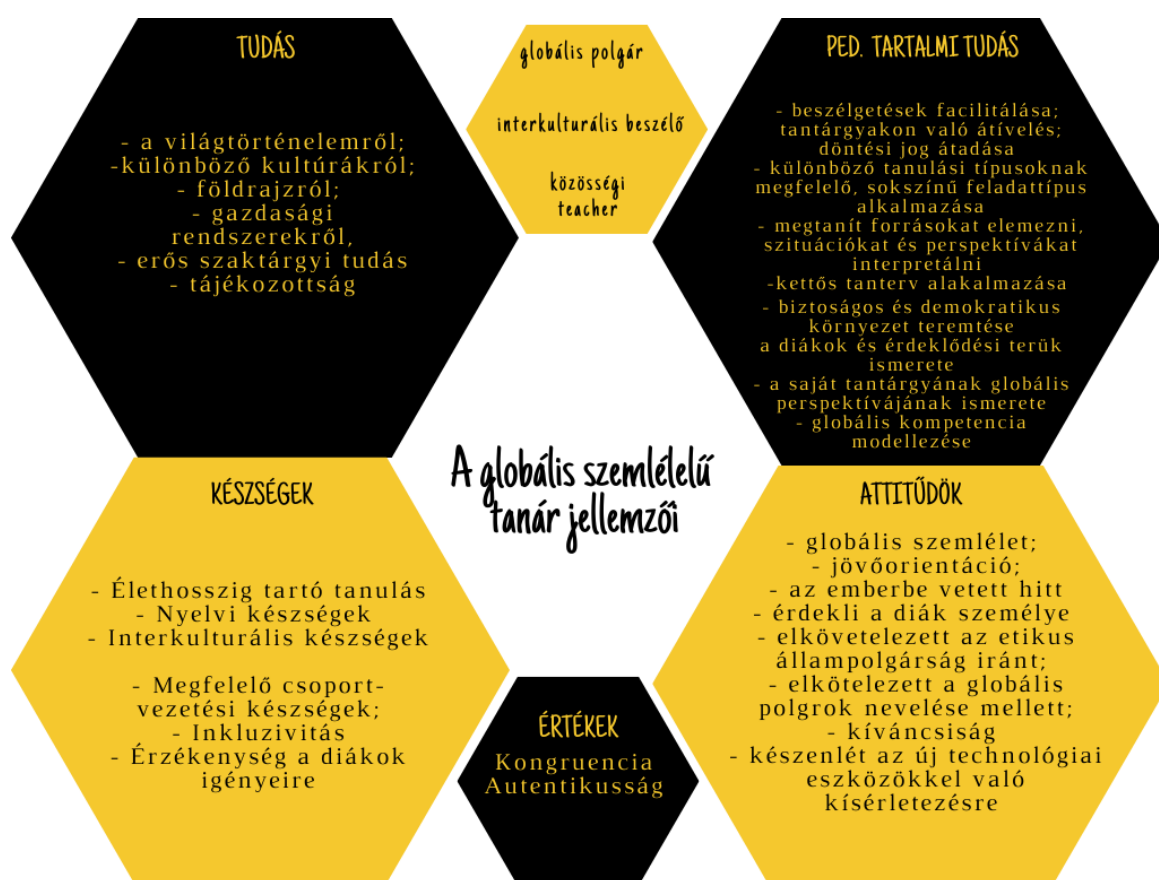 TUDÁS
- a világtörténelemről;
-különböző kultúrákról;
- földrajzról;
- gazdasági
rendszerekről,
- erős szaktárgyi tudás
- tájékozottság
globális polgár
interkulturális beszélő
közösségi
teacher
PED. TARTALMI TUDÁS
- beszélgetések facilitálása;
tantárgyakon való átívelés;
döntési jog átadása
- különböző tanulási típusoknak
megfelelő, sokszínű feladattípus
alkalmazása
- megtanít forrásokat elemezni,
szituációkat és perspektívákat
interpretálni
-kettős tanterv alakalmazása
- biztoságos és demokratikus
környezet teremtése
a diákok és érdeklődési terük
ismerete
- a saját tantárgyának globális
perspektívájának ismerete
- globális kompetencia
modellezése
A globális szemlélelű
tanár jellemzői
KÉSZSÉGEK
- Élethosszig tartó tanulás
- Nyelvi készségek
- Interkulturális készségek
- Megfelelő csoport-
vezetési készségek;
- Inkluzivitás
- Érzékenység a diákok
igényeire
ÉRTÉKEK
Kongruencia
Autentikusság
ATTITŰDÖK
- globális szemlélet;
- jövőorientáció;
- az emberbe vetett hitt
- érdekli a diák személye
- elkövetelezett az etikus
állampolgárság iránt;
- elkötelezett a globális
polgrok nevelése mellett;
- kíváncsiság
- készenlét az új technológiai
eszközökkel való
kísérletezésre